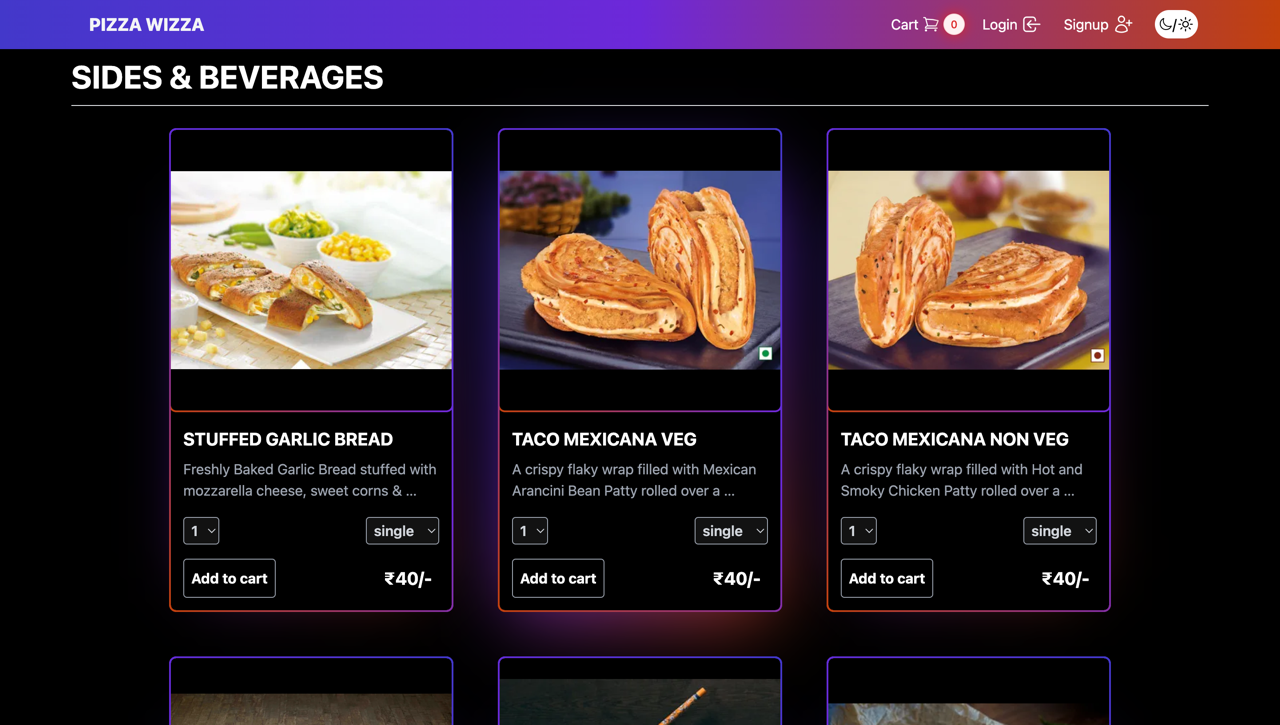 PIZZA WIZZA
Cart 0 Login Signup /
SIDES & BEVERAGES
STUFFED GARLIC BREAD
Freshly Baked Garlic Bread stuffed with
mozzarella cheese, sweet corns & ...
1 single
Add to cart ₹40/-
TACO MEXICANA VEG
A crispy flaky wrap filled with Mexican
Arancini Bean Patty rolled over a ...
1 single
Add to cart ₹40/-
TACO MEXICANA NON VEG
A crispy flaky wrap filled with Hot and
Smoky Chicken Patty rolled over a ...
1 single
Add to cart ₹40/-